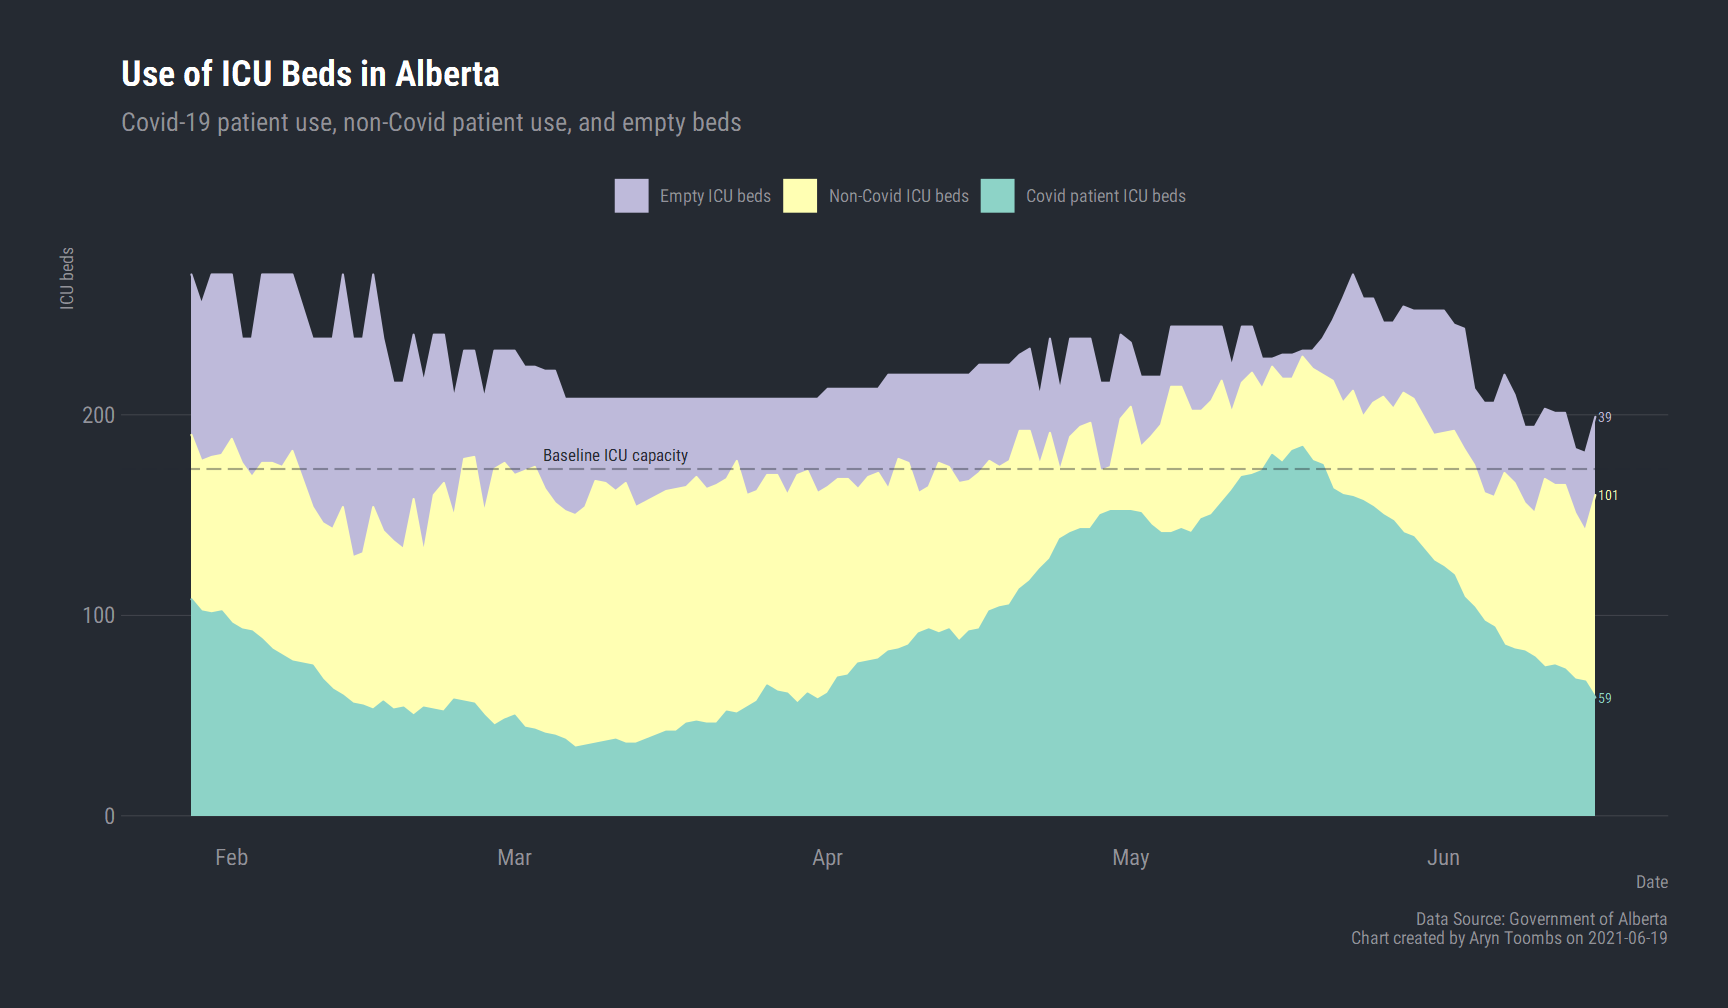 Use of ICU Beds in Alberta
Covid-19 patient use, non-Covid patient use, and empty beds
Empty ICU beds
Non-Covid ICU beds
Covid patient ICU beds
ICU beds
200
100
0
Baseline ICU capacity
39
101
59
Feb
Mar
Apr
May
Jun
Date
Data Source: Government of Alberta
Chart created by Aryn Toombs on 2021-06-19